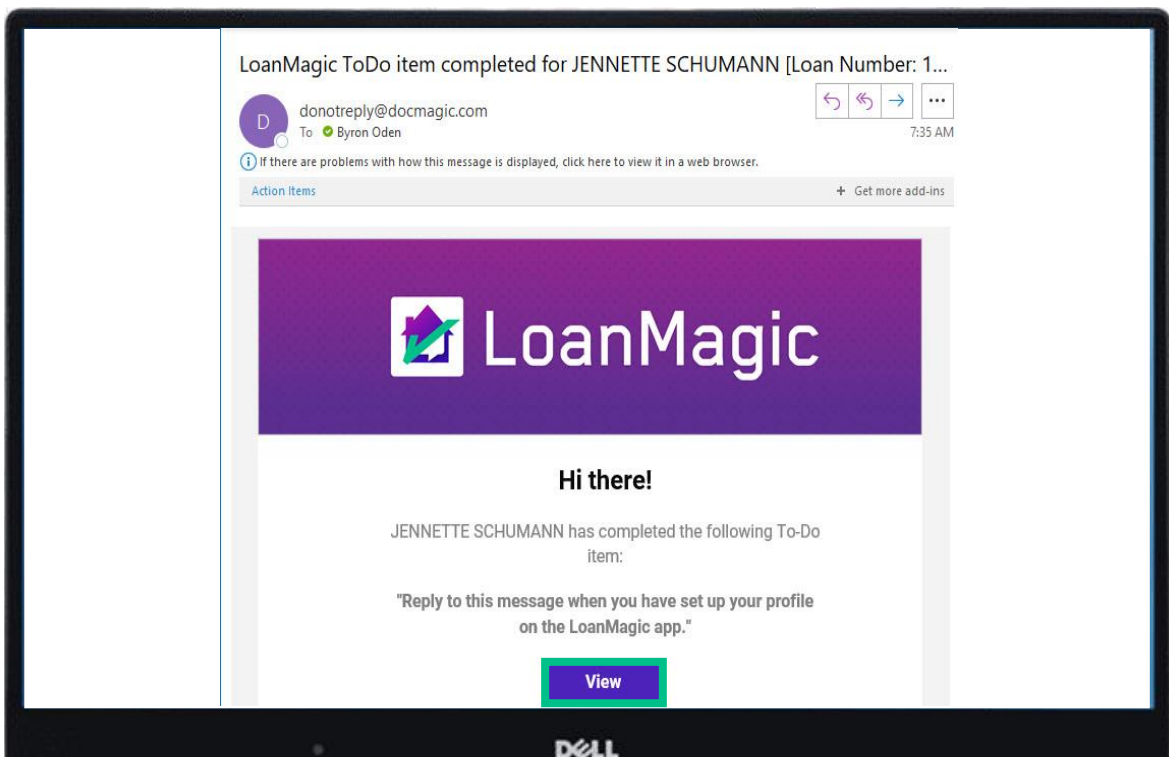 LoanMagic ToDo item completed for JENNETTE SCHUMANN [Loan Number: 1...
D
donotreply@docmagic.com
To Byron Oden
7:35 AM
If there are problems with how this message is displayed, click here to view it in a web browser.
Action Items
+ Get more add-ins
LoanMagic
Hi there!
JENNETTE SCHUMANN has completed the following To-Do
item:
"Reply to this message when you have set up your profile
on the LoanMagic app."
View
DELL